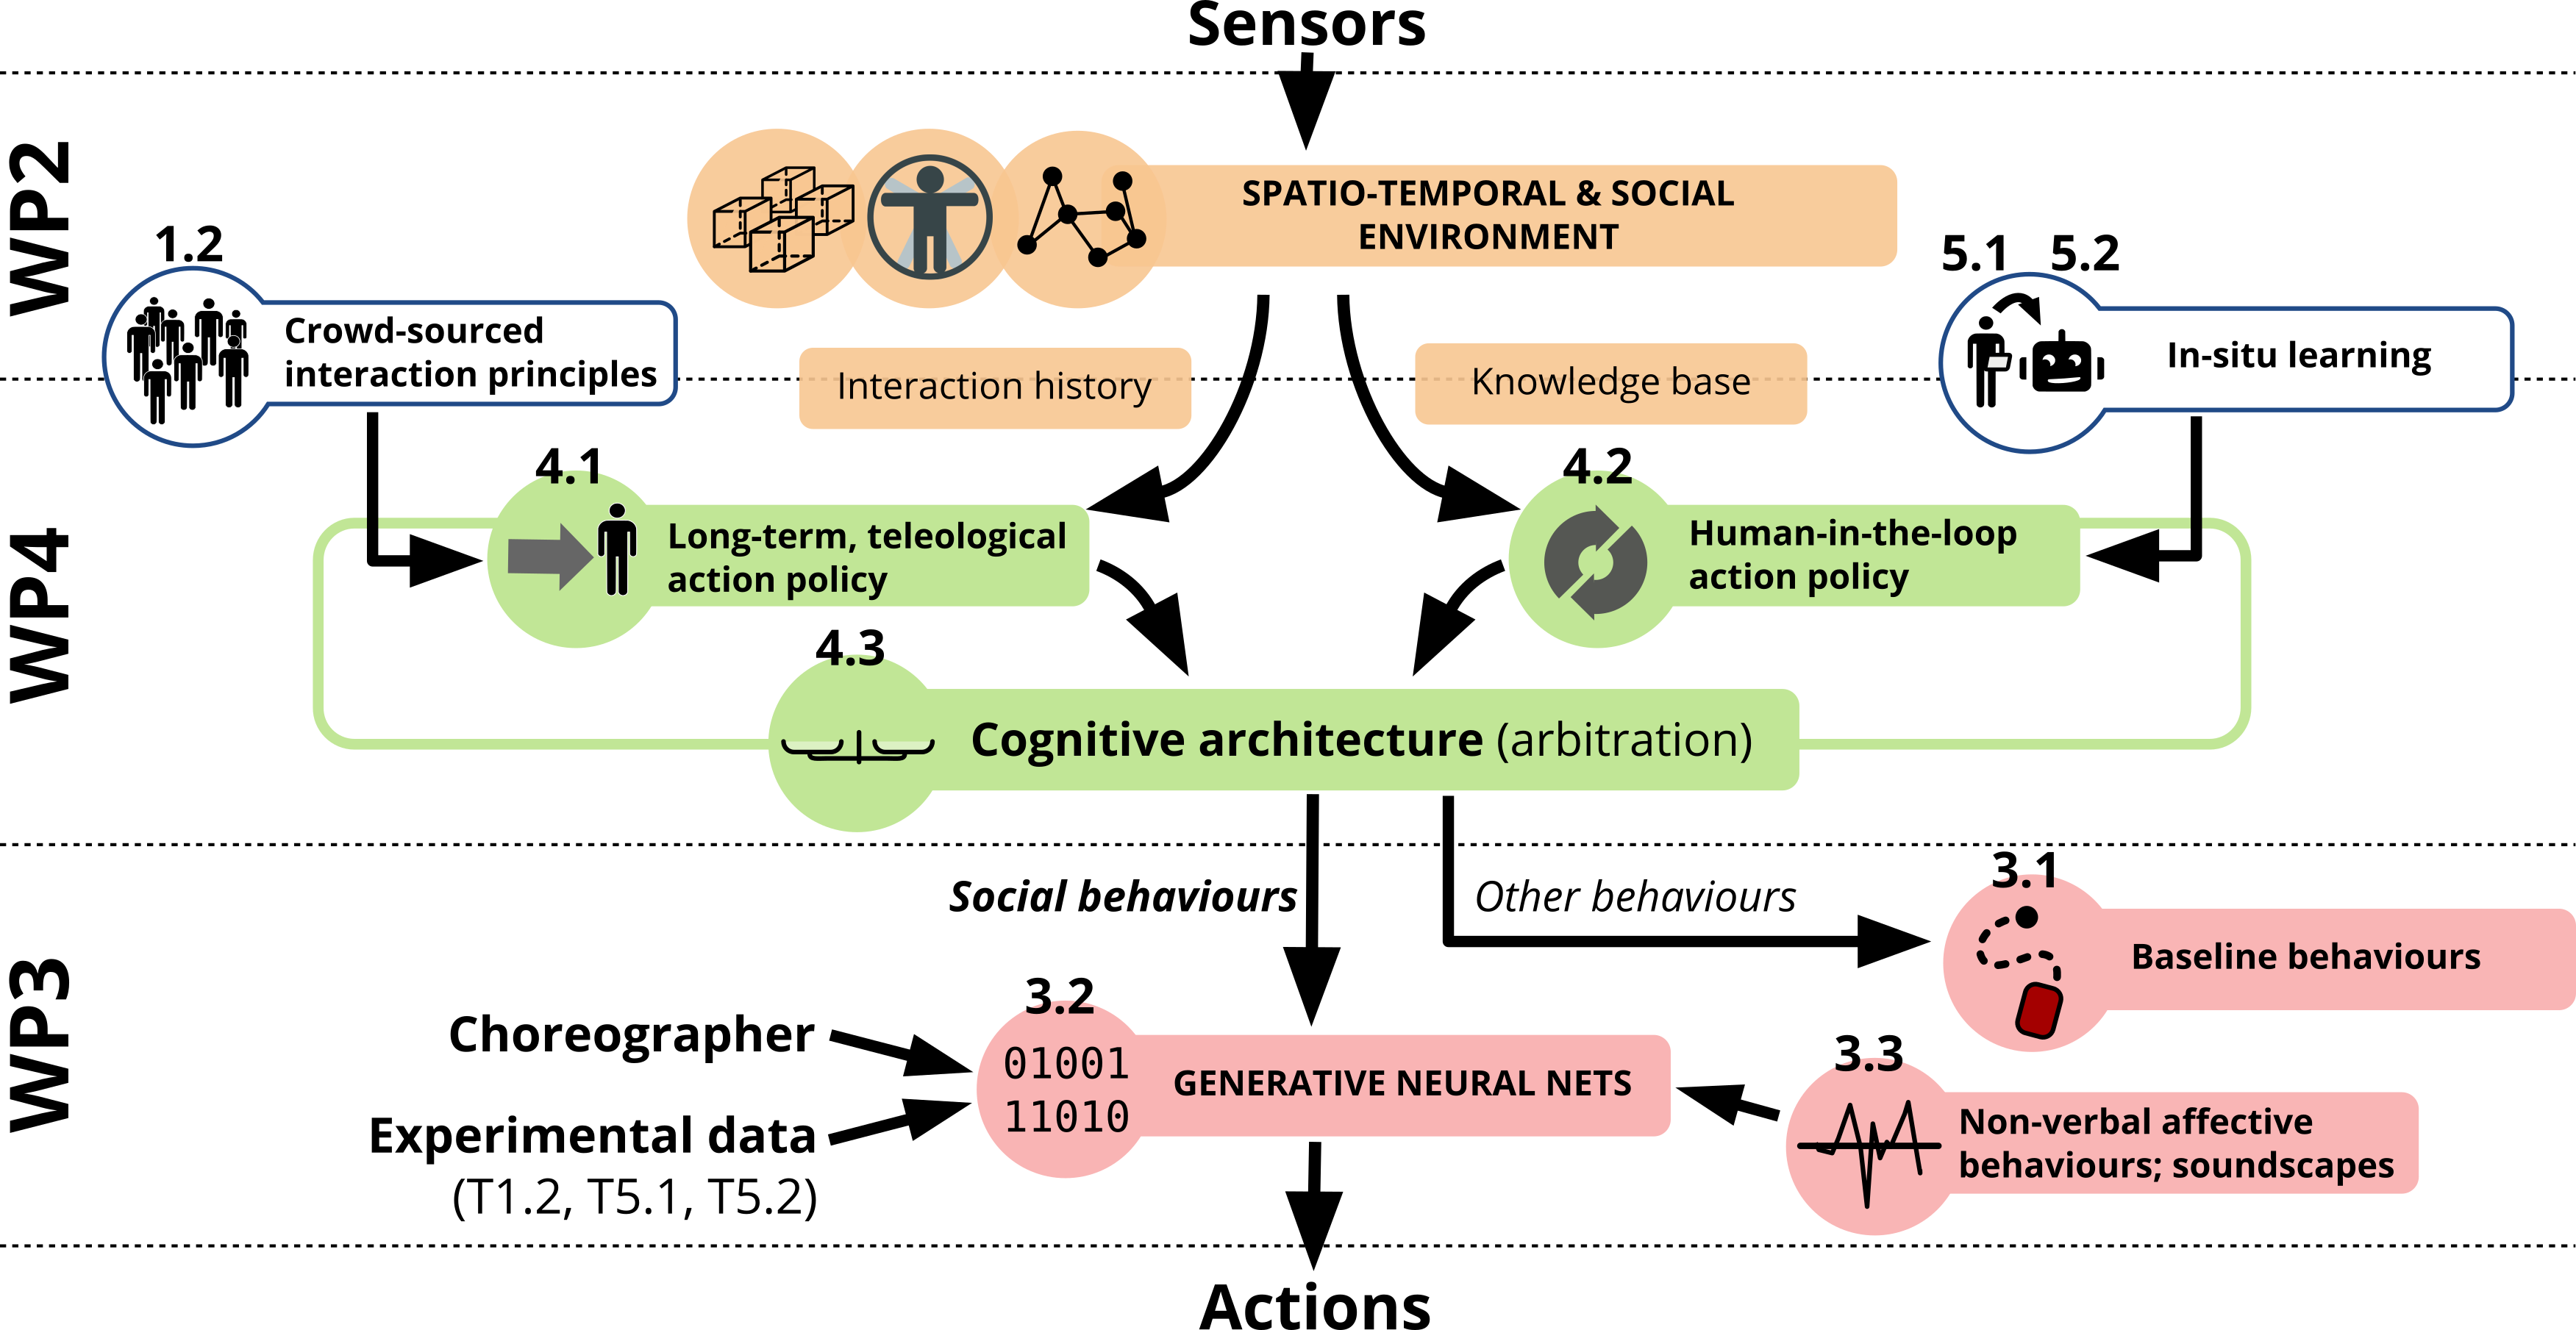 Sensors
WP2
SPATIO-TEMPORAL & SOCIAL
ENVIRONMENT
1.2
Crowd-sourced
interaction principles
5.1 5.2
In-situ learning
Interaction history
Knowledge base
WP4
4.1
Long-term, teleological
action policy
4.2
Human-in-the-loop
action policy
4.3
Cognitive architecture (arbitration)
WP3
Social behaviours
Other behaviours
3.1
Baseline behaviours
Choreographer
Experimental data
(T1.2, T5.1, T5.2)
3.2
01001
11010
GENERATIVE NEURAL NETS
3.3
Non-verbal affective
behaviours; soundscapes
Actions